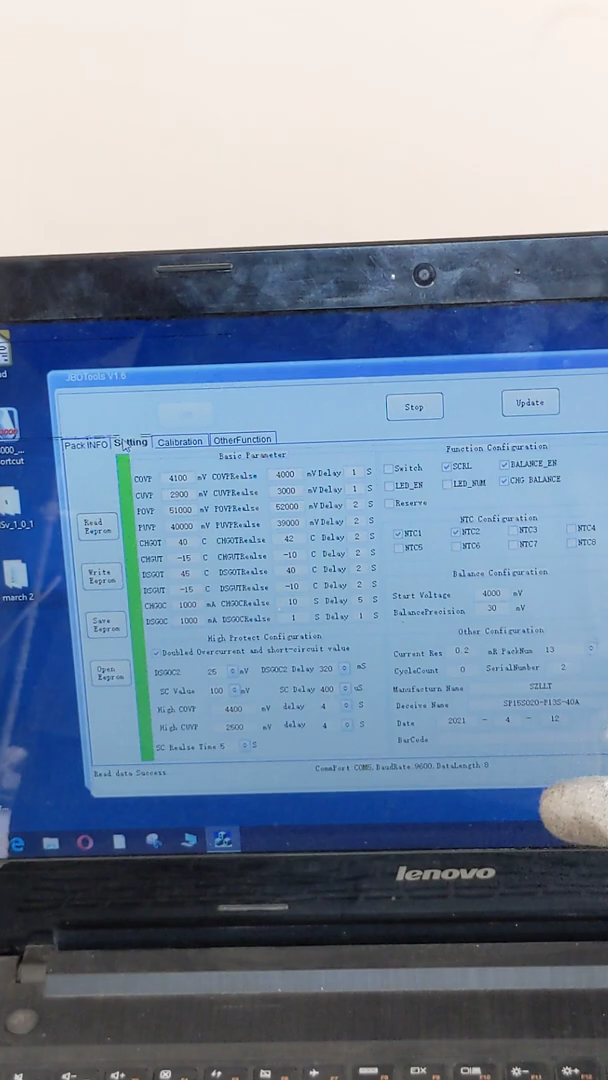 JBDTools V1.6
Stop
Update
Pack INFO Setting Calibration OtherFunction
Basic Parameter
COVP 4100 mV COVPRealse 4000 mV Delay 1 S
CUVP 2900 mV CUVPRealse 3000 mV Delay 1 S
POVP 51000 mV POVPRealse 52000 mV Delay 2 S
PUVP 40000 mV PUVPRealse 39000 mV Delay 2 S
CHGOT 40 C CHGOTRealse 42 C Delay 2 S
CHGUT -15 C CHGUTRealse -10 C Delay 2 S
DSGOT 45 C DSGOTRealse 40 C Delay 2 S
DSGUT -15 C DSGUTRealse -10 C Delay 2 S
CHGOC 1000 mA CHGOCRealse 10 S Delay 5 S
DSGOC 1000 mA DSGOCRealse 1 S Delay 1 S
Read Eeprom
Write Eeprom
Save Eeprom
Open Eeprom
High Protect Configuration
Doubled Overcurrent and short-circuit value
DSGOC2 25 mV DSGOC2 Delay 320 mS
SC Value 100 mV SC Delay 400 uS
High COVP 4400 mV delay 4 S
High CUVP 2500 mV delay 4 S
SC Realse Time 5 S
Function Configuration
Switch SCRL BALANCE_EN
LED_EN LED_NUM CHG BALANCE
Reserve
NTC Configuration
NTC1 NTC2 NTC3 NTC4
NTC5 NTC6 NTC7 NTC8
Balance Configuration
Start Voltage 4000 mV
BalancePrecision 30 mV
Other Configuration
Current Res 0.2 mR PackNum 13
CycleCount 0 SerialNumber 2
Manufacturn Name SZLLT
Deceive Name SP15S020-P13S-40A
Date 2021 - 4 - 12
BarCode
Read data Success
CommPort COM5, BaudRate 9600, DataLength 8
ortcut
Sv_1_0_1
march 2
lenovo